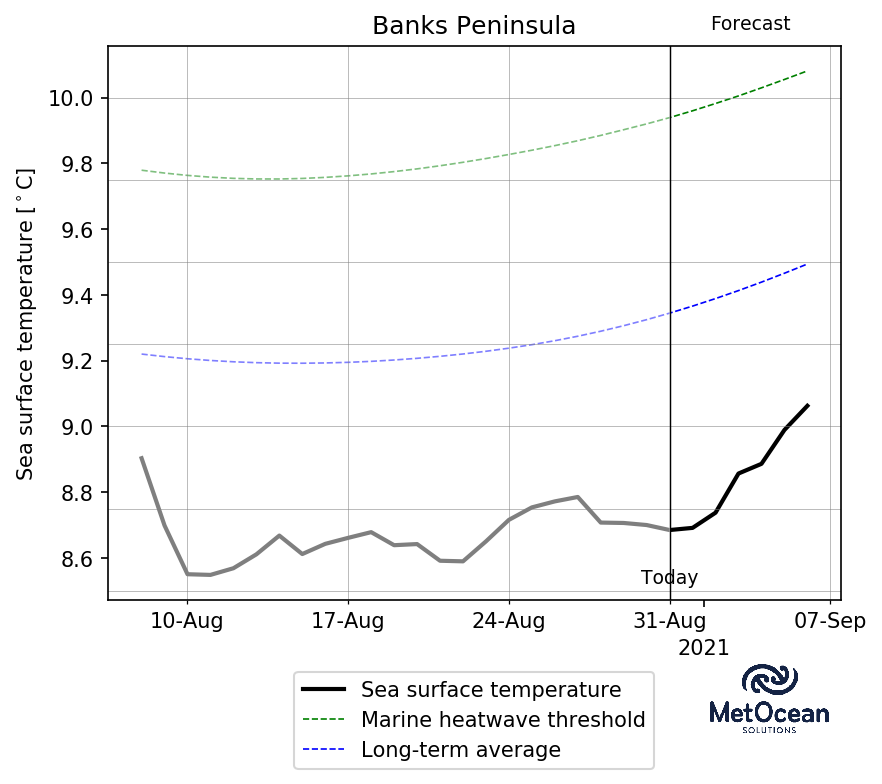 Banks Peninsula
Forecast
Sea surface temperature [°C]
10.0
9.8
9.6
9.4
9.2
9.0
8.8
8.6
Today
10-Aug
17-Aug
24-Aug
31-Aug
07-Sep
2021
Sea surface temperature
Marine heatwave threshold
Long-term average
MetOcean
SOLUTIONS